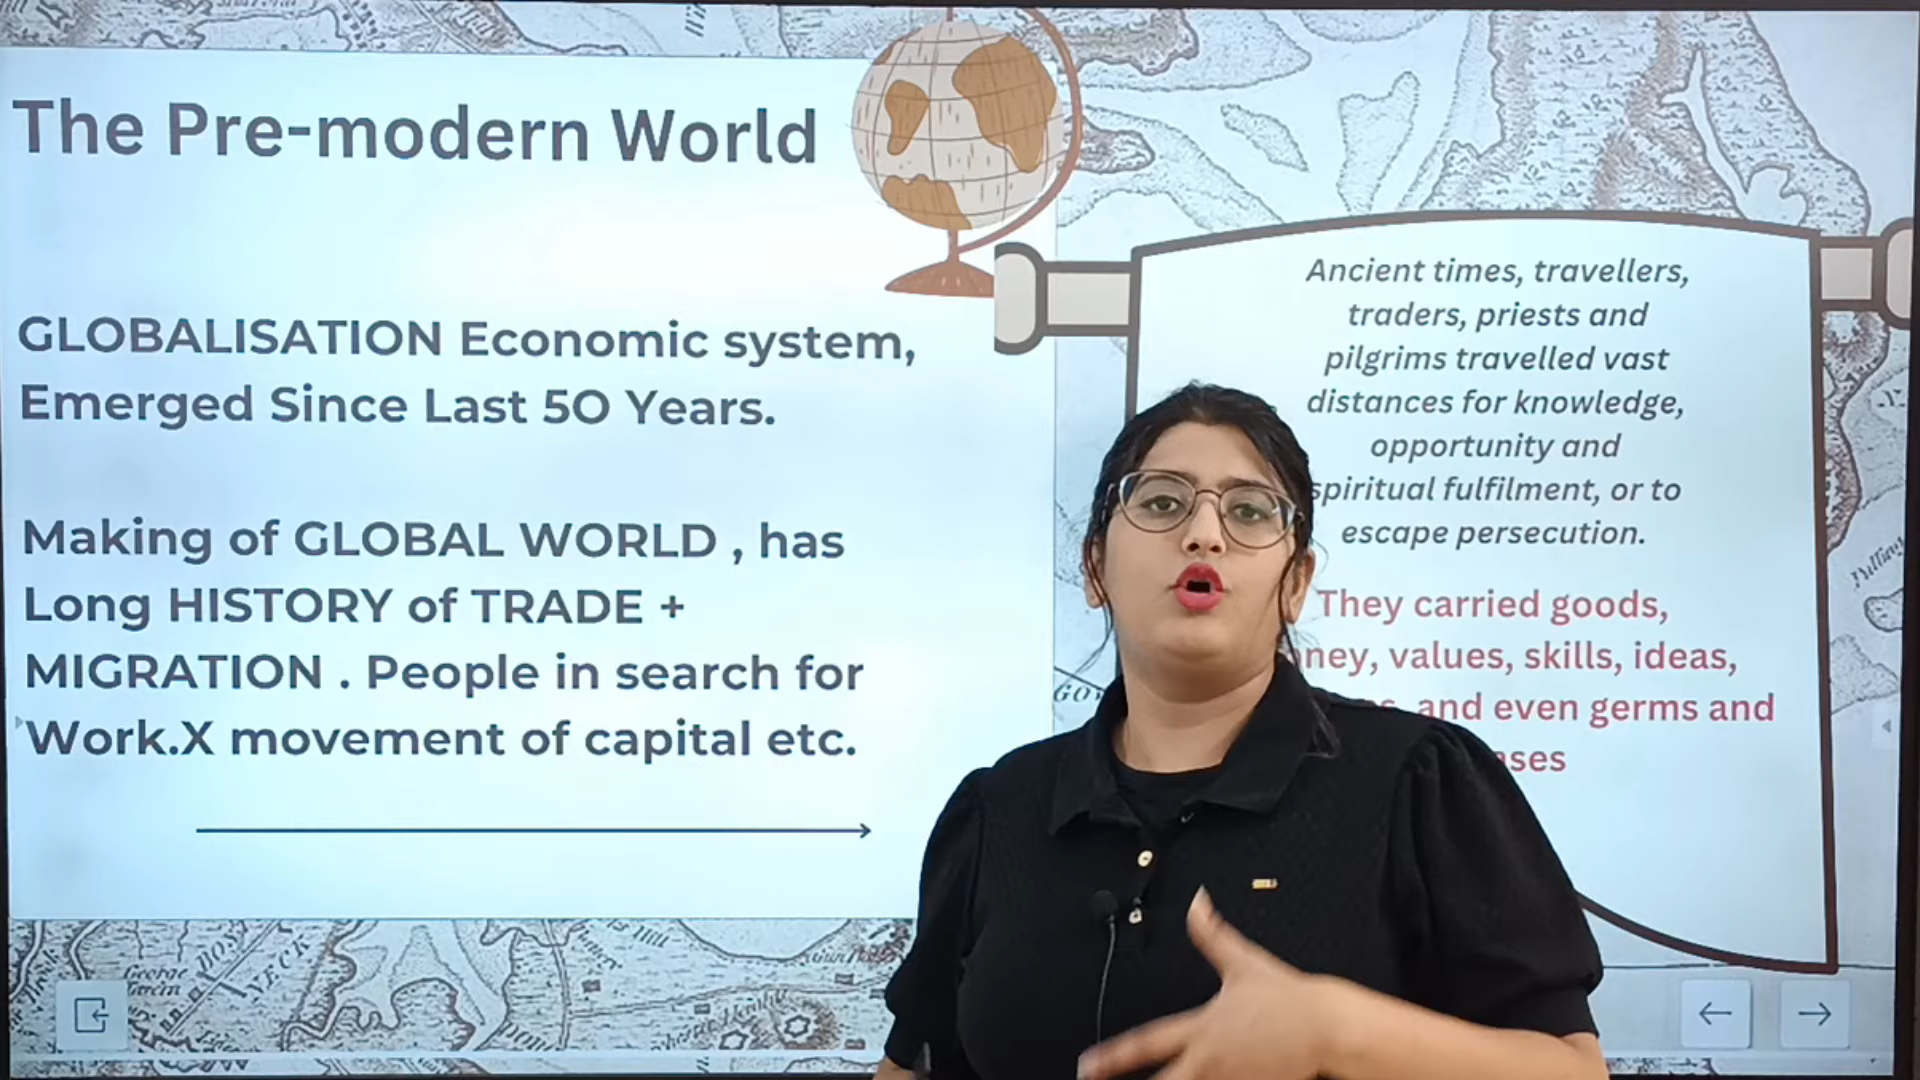 The Pre-modern World
GLOBALISATION Economic system,
Emerged Since Last 50 Years.
Making of GLOBAL WORLD , has
Long HISTORY of TRADE +
MIGRATION . People in search for
Work.X movement of capital etc.
Ancient times, travellers,
traders, priests and
pilgrims travelled vast
distances for knowledge,
opportunity and
spiritual fulfilment, or to
escape persecution.
They carried goods,
values, skills, ideas,
and even germs and
George
NECK
Hill